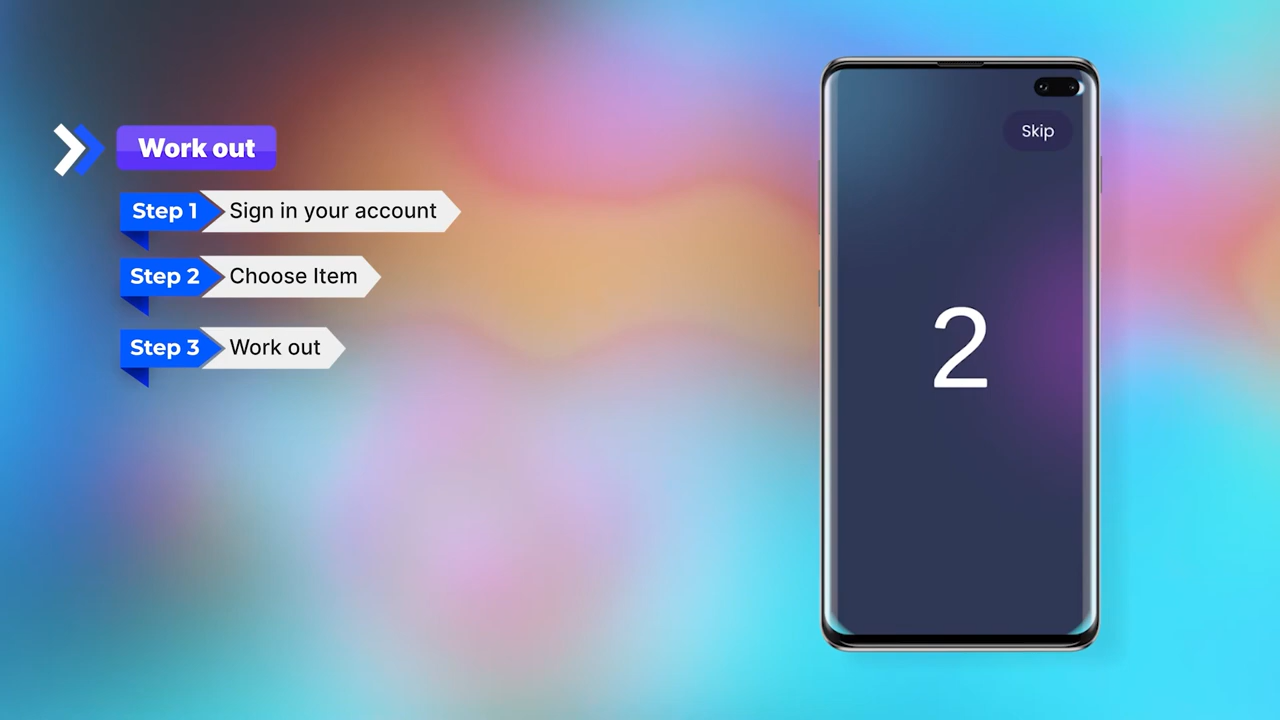 Work out
Step 1 Sign in your account
Step 2 Choose Item
Step 3 Work out
Skip
2